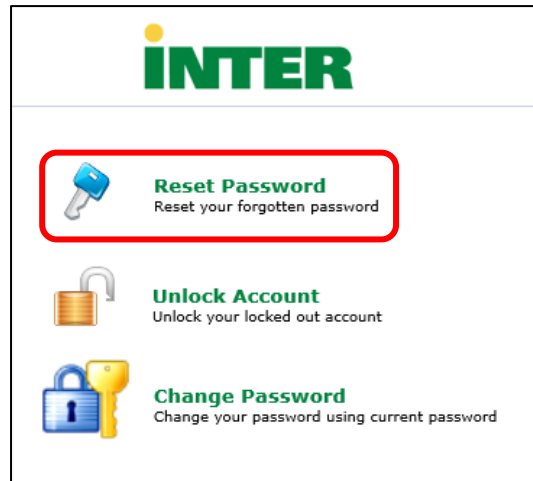 INTER
Reset Password
Reset your forgotten password
Unlock Account
Unlock your locked out account
Change Password
Change your password using current password